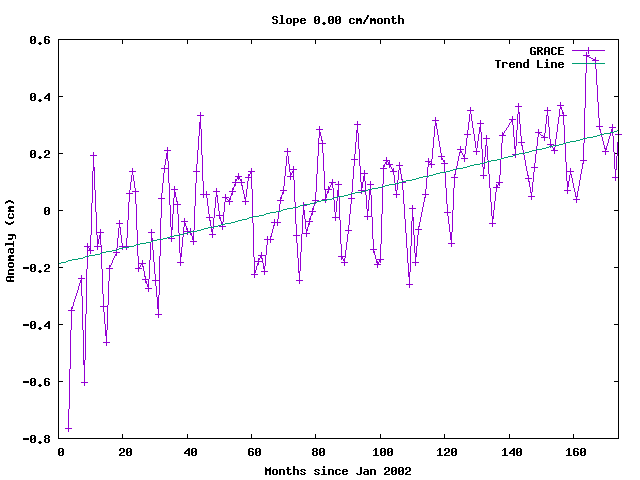 Slope 0.00 cm/month
GRACE
Trend Line
0.6
0.4
0.2
0
-0.2
-0.4
-0.6
-0.8
Anomaly (cm)
0 20 40 60 80 100 120 140 160
Months since Jan 2002